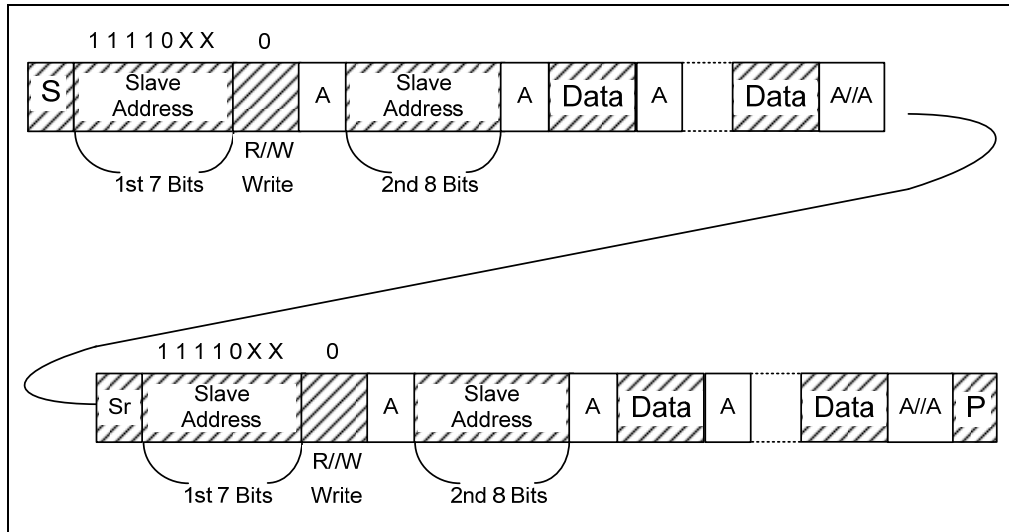 1 1 1 1 0 X X 0
S Slave Address A Slave Address A Data A Data A//A
R//W
1st 7 Bits Write 2nd 8 Bits
1 1 1 1 0 X X 0
Sr Slave Address A Slave Address A Data A Data A//A P
R//W
1st 7 Bits Write 2nd 8 Bits